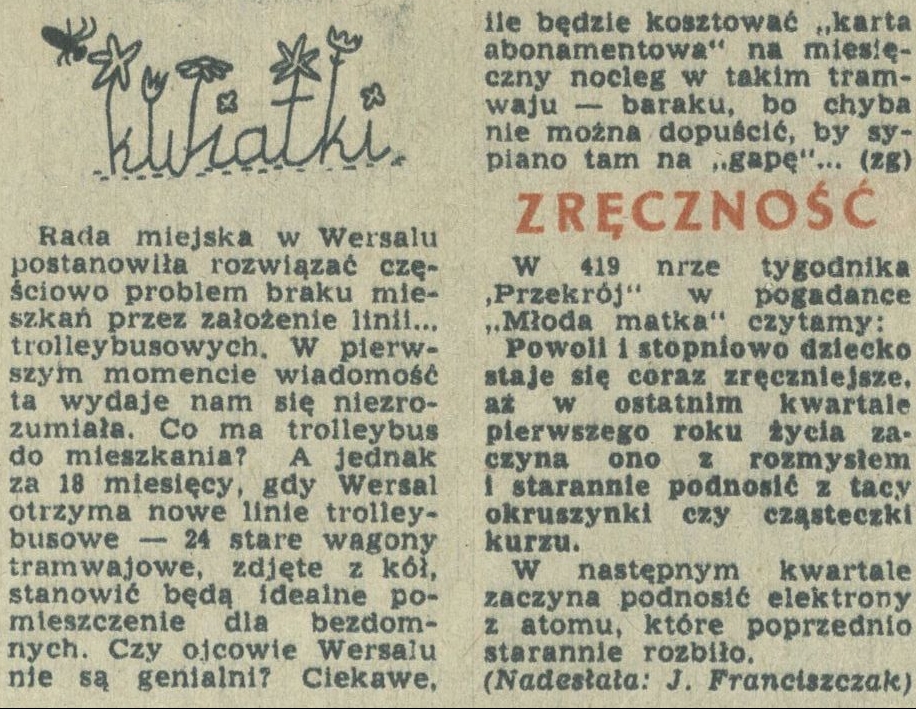 kwiatki
Rada miejska w Wersalu
postanowiła rozwiązać czę-
ściowo problem braku mie-
szkań przez założenie linii...
trolleybusowych. W pierw-
szym momencie wiadomość
ta wydaje nam się niezro-
zumiała. Co ma trolleybus
do mieszkania? A jednak
za 18 miesięcy, gdy Wersal
otrzyma nowe linie trolley-
busowe — 24 stare wagony
tramwajowe, zdjęte z kół,
stanowić będą idealne po-
mieszczenie dla bezdom-
nych. Czy ojcowie Wersalu
nie są genialni? Ciekawe,
ile będzie kosztować „karta
abonamentowa“ na miesię-
czny nocleg w takim tram-
waju — baraku, bo chyba
nie można dopuścić, by sy-
piano tam na „gapę“... (zg)
ZRĘCZNOŚĆ
W 419 nrze tygodnika
‚Przekrój“ w pogadance
„Młoda matka“ czytamy:
Powoli i stopniowo dziecko
staje się coraz zręczniejsze,
aż w ostatnim kwartale
pierwszego roku życia za-
czyna ono z rozmysłem
i starannie podnosić z tacy
okruszynki czy cząsteczki
kurzu.
W następnym kwartale
zaczyna podnosić elektrony
z atomu, które poprzednio
starannie rozbiło.
(Nadesłała: J. Franciszczak)